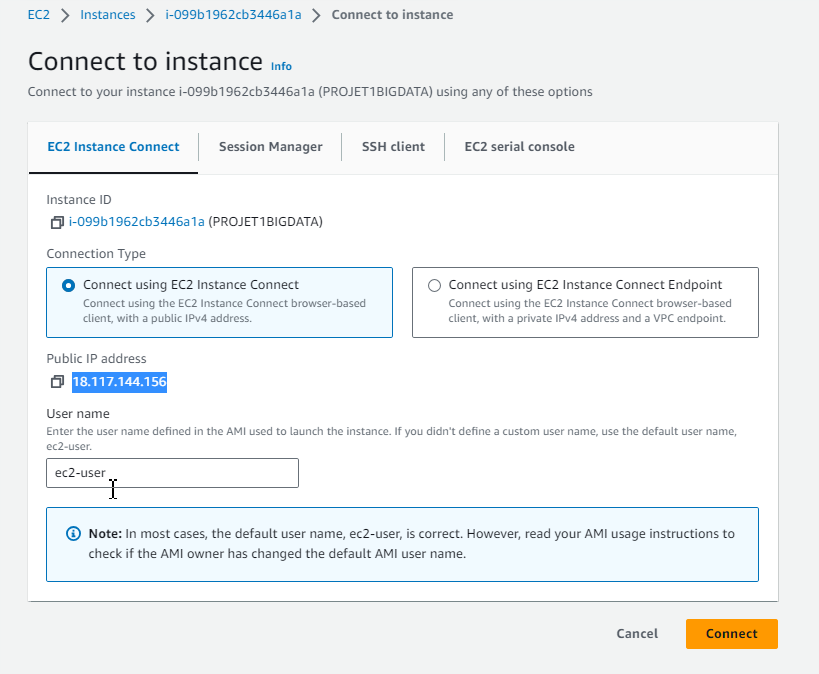 EC2 > Instances > i-099b1962cb3446a1a > Connect to instance
Connect to instance Info
Connect to your instance i-099b1962cb3446a1a (PROJET1BIGDATA) using any of these options
EC2 Instance Connect Session Manager SSH client EC2 serial console
Instance ID
i-099b1962cb3446a1a (PROJET1BIGDATA)
Connection Type
Connect using EC2 Instance Connect
Connect using the EC2 Instance Connect browser-based
client, with a public IPv4 address.
Connect using EC2 Instance Connect Endpoint
Connect using the EC2 Instance Connect browser-based
client, with a private IPv4 address and a VPC endpoint.
Public IP address
18.117.144.156
User name
Enter the user name defined in the AMI used to launch the instance. If you didn't define a custom user name, use the default user name,
ec2-user.
ec2-user
Note: In most cases, the default user name, ec2-user, is correct. However, read your AMI usage instructions to
check if the AMI owner has changed the default AMI user name.
Cancel Connect